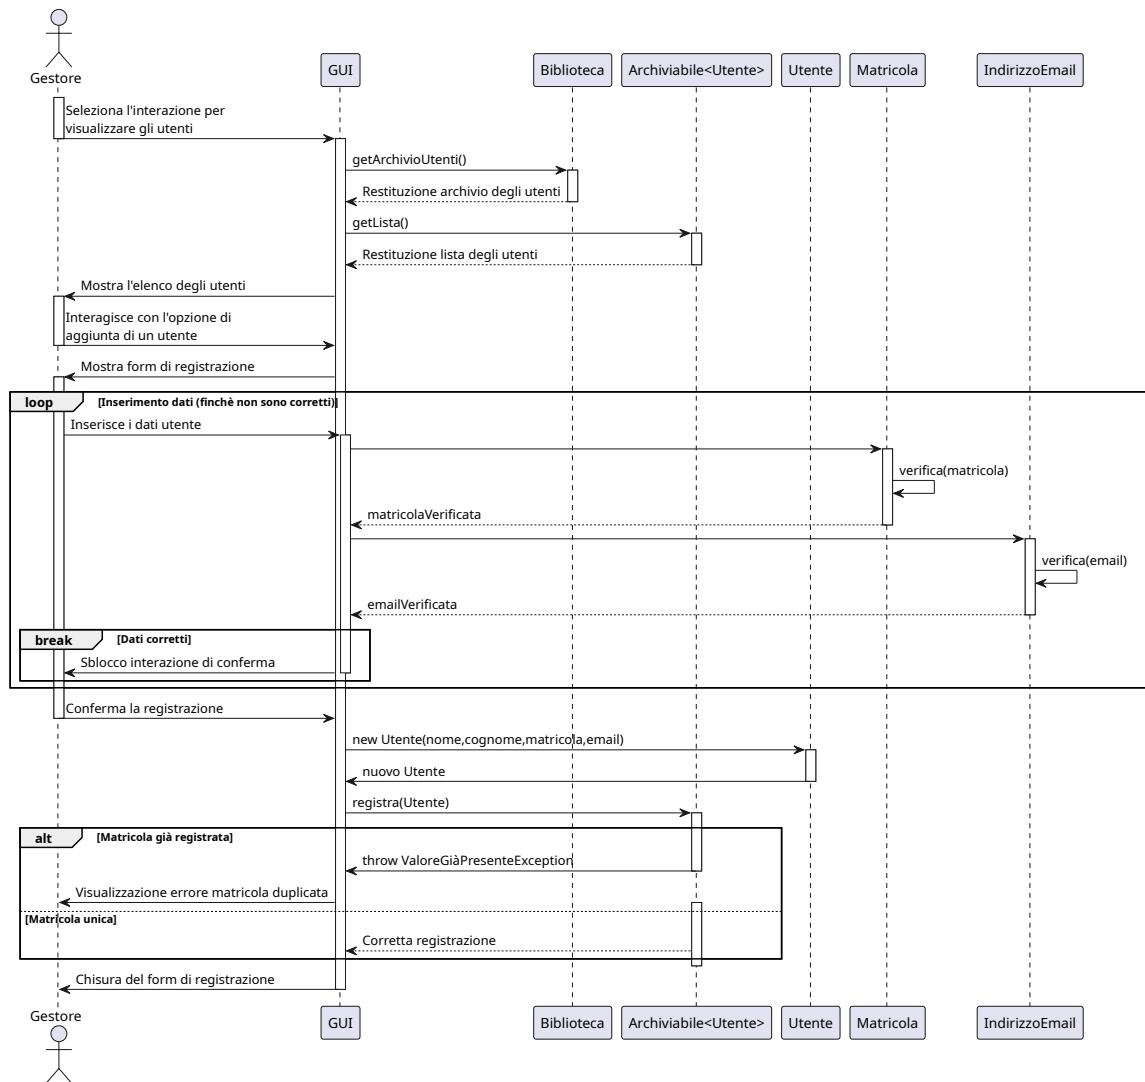 Gestore
GUI
Biblioteca
Archiviabile<Utente>
Utente
Matricola
IndirizzoEmail
Seleziona l'interazione per
visualizzare gli utenti
getArchivioUtenti()
Restituzione archivio degli utenti
getLista()
Restituzione lista degli utenti
Mostra l'elenco degli utenti
Interagisce con l'opzione di
aggiunta di un utente
Mostra form di registrazione
loop
[Inserimento dati (finchè non sono corretti)]
Inserisce i dati utente
verifica(matricola)
matricolaVerificata
verifica(email)
emailVerificata
break
[Dati corretti]
Sblocco interazione di conferma
Conferma la registrazione
new Utente(nome,cognome,matricola,email)
nuovo Utente
registra(Utente)
alt
[Matricola già registrata]
throw ValoreGiàPresenteException
Visualizzazione errore matricola duplicata
[Matricola unica]
Corretta registrazione
Chisura del form di registrazione
Gestore
GUI
Biblioteca
Archiviabile<Utente>
Utente
Matricola
IndirizzoEmail